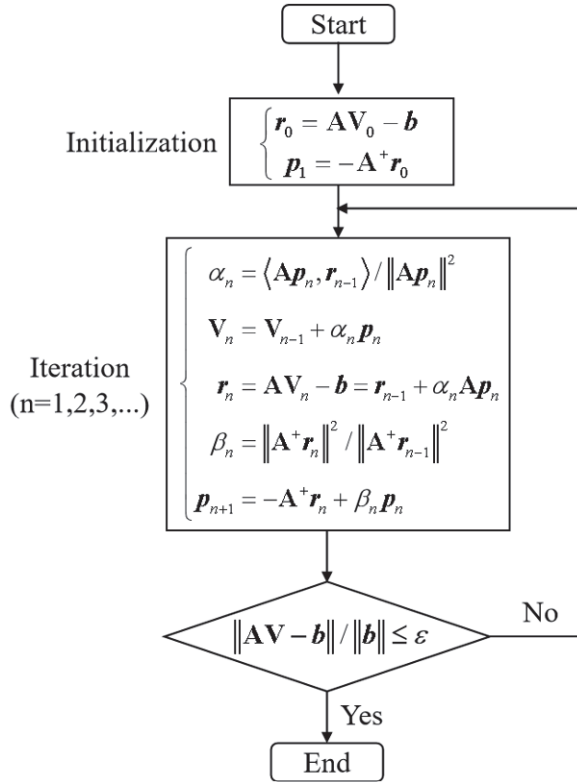 Start
Initialization
r₀ = AV₀ − b
p₁ = −A⁺r₀
Iteration
(n=1,2,3,...)
αₙ = ⟨Apₙ, rₙ₋₁⟩ / ‖Apₙ‖²
Vₙ = Vₙ₋₁ + αₙpₙ
rₙ = AVₙ − b = rₙ₋₁ + αₙApₙ
βₙ = ‖A⁺rₙ‖² / ‖A⁺rₙ₋₁‖²
pₙ₊₁ = −A⁺rₙ + βₙpₙ
‖AV − b‖ / ‖b‖ ≤ ε
No
Yes
End